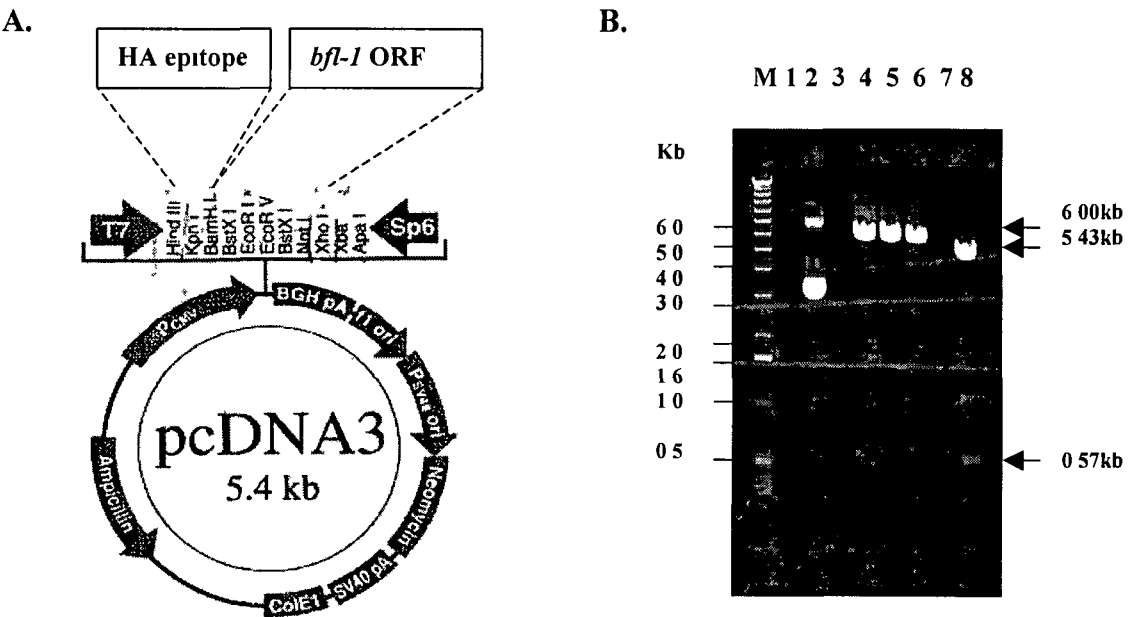 A.
HA epitope
bfl-1 ORF
T7
Hind III
Kpn I
BamH I
BstX I
EcoR I
EcoR V
BstX I
Not I
Xho I
Xba I
Apa I
Sp6
PCMV
BGH pA
f1 ori
PSV40 ori
Neomycin
SV40 pA
ColE1
Ampicillin
pcDNA3
5.4 kb
B.
M 1 2 3 4 5 6 7 8
Kb
6 0
5 0
4 0
3 0
2 0
1 6
1 0
0 5
6 00kb
5 43kb
0 57kb